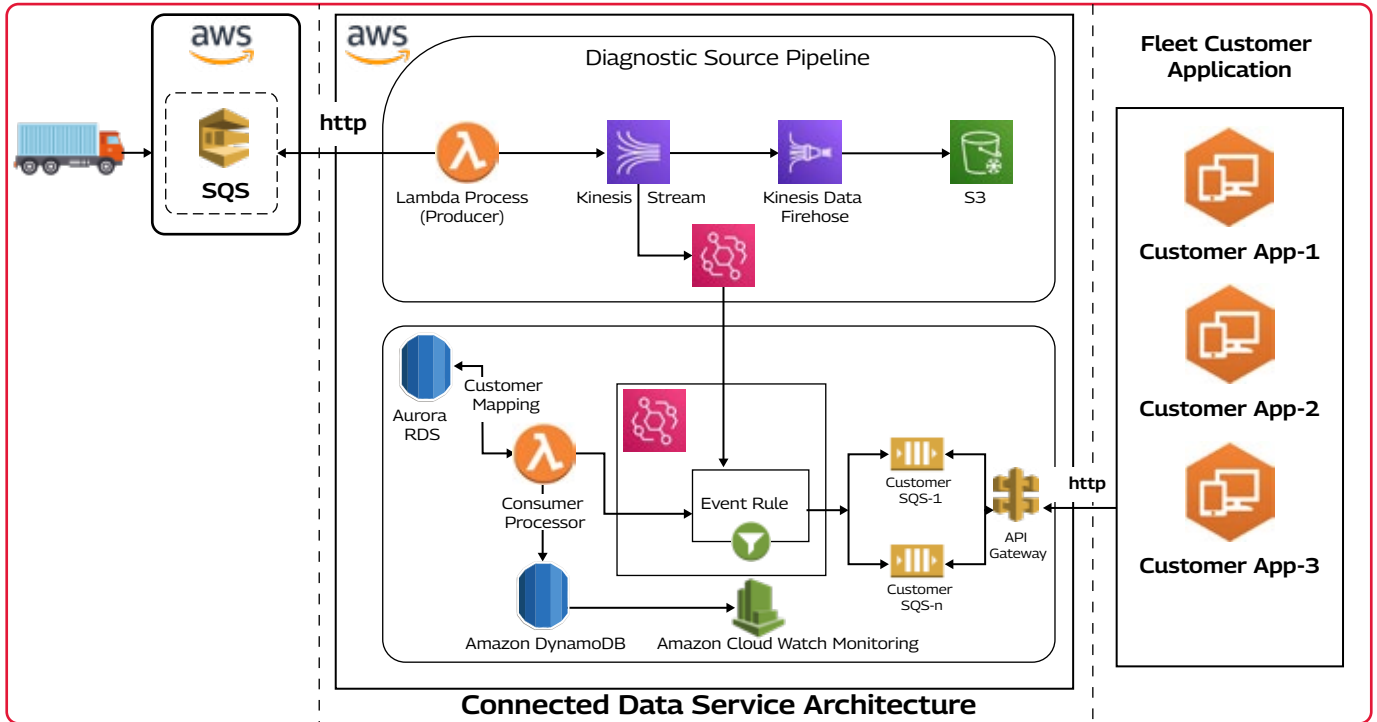 aws
SQS
http
aws
Diagnostic Source Pipeline
Lambda Process
(Producer)
Kinesis Stream
Kinesis Data
Firehose
S3
Aurora
RDS
Customer
Mapping
Consumer
Processor
Event Rule
Customer
SQS-1
Customer
SQS-n
API
Gateway
http
Amazon DynamoDB
Amazon Cloud Watch Monitoring
Connected Data Service Architecture
Fleet Customer
Application
Customer App-1
Customer App-2
Customer App-3